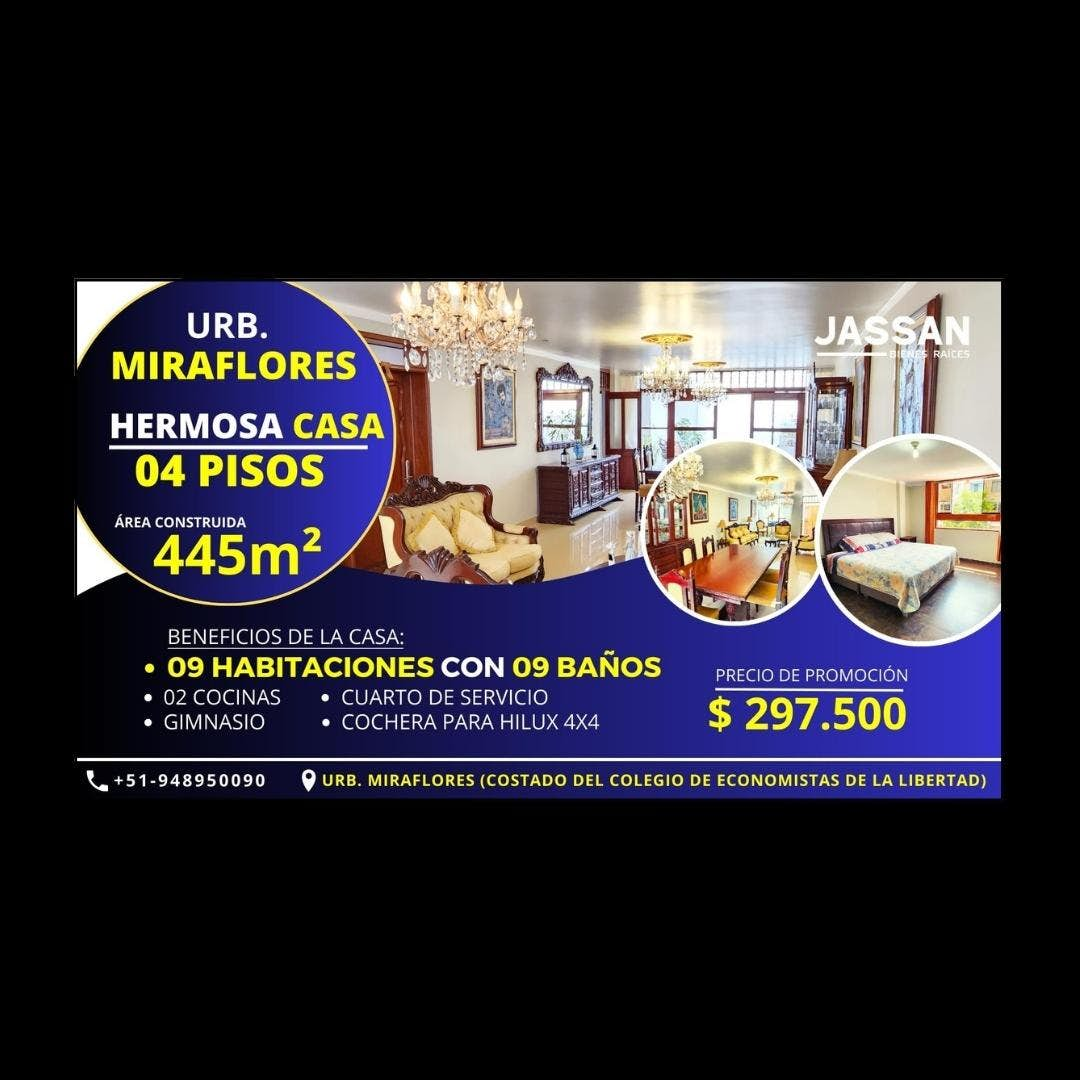 URB.
MIRAFLORES
HERMOSA CASA
04 PISOS
ÁREA CONSTRUIDA
445m²
JASSAN
BIENES RAÍCES
BENEFICIOS DE LA CASA:
• 09 HABITACIONES CON 09 BAÑOS
• 02 COCINAS • CUARTO DE SERVICIO
• GIMNASIO • COCHERA PARA HILUX 4X4
PRECIO DE PROMOCIÓN
$ 297.500
+51-948950090 URB. MIRAFLORES (COSTADO DEL COLEGIO DE ECONOMISTAS DE LA LIBERTAD)